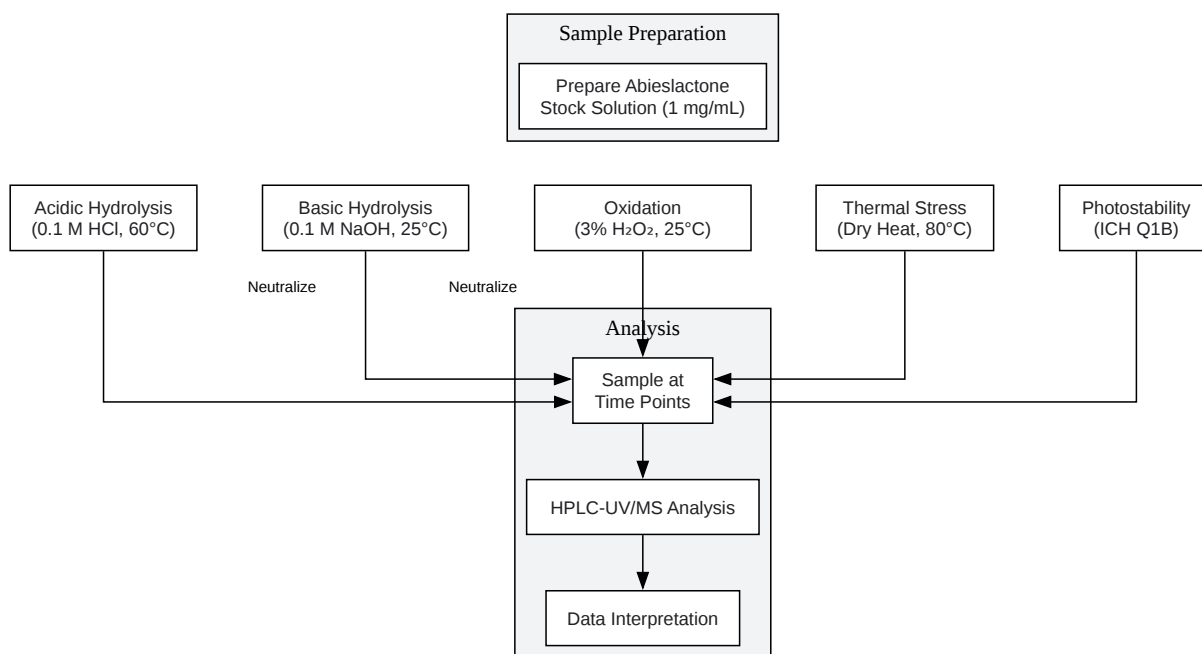 Sample Preparation
Prepare Abieslactone
Stock Solution (1 mg/mL)
Acidic Hydrolysis
(0.1 M HCl, 60°C)
Basic Hydrolysis
(0.1 M NaOH, 25°C)
Oxidation
(3% H₂O₂, 25°C)
Thermal Stress
(Dry Heat, 80°C)
Photostability
(ICH Q1B)
Neutralize
Neutralize
Analysis
Sample at
Time Points
HPLC-UV/MS Analysis
Data Interpretation